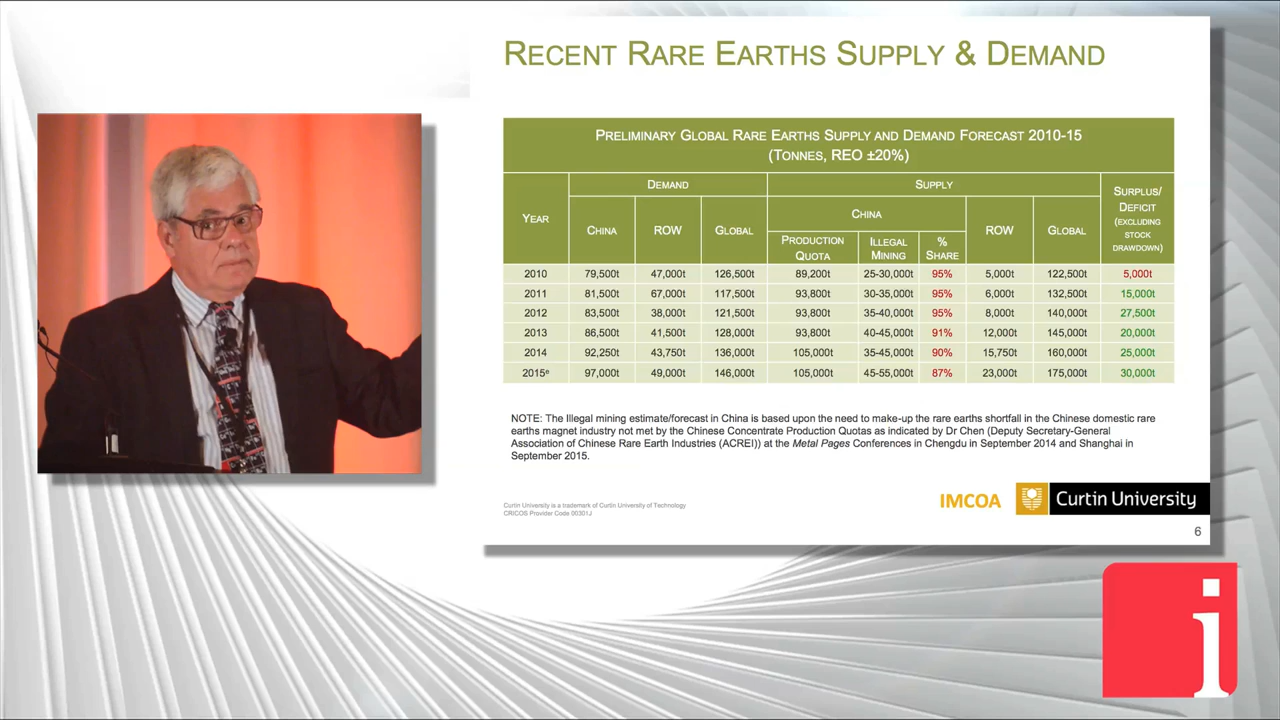 RECENT RARE EARTHS SUPPLY & DEMAND
PRELIMINARY GLOBAL RARE EARTHS SUPPLY AND DEMAND FORECAST 2010-15
(TONNES, REO ±20%)
YEAR
DEMAND
SUPPLY
SURPLUS/
DEFICIT
(EXCLUDING
STOCK
DRAWDOWN)
CHINA
ROW
GLOBAL
CHINA
ROW
GLOBAL
PRODUCTION
QUOTA
ILLEGAL
MINING
%
SHARE
2010 79,500t 47,000t 126,500t 89,200t 25-30,000t 95% 5,000t 122,500t 5,000t
2011 81,500t 67,000t 117,500t 93,800t 30-35,000t 95% 6,000t 132,500t 15,000t
2012 83,500t 38,000t 121,500t 93,800t 35-40,000t 95% 8,000t 140,000t 27,500t
2013 86,500t 41,500t 128,000t 93,800t 40-45,000t 91% 12,000t 145,000t 20,000t
2014 92,250t 43,750t 136,000t 105,000t 35-45,000t 90% 15,750t 160,000t 25,000t
2015ᵉ 97,000t 49,000t 146,000t 105,000t 45-55,000t 87% 23,000t 175,000t 30,000t
NOTE: The Illegal mining estimate/forecast in China is based upon the need to make-up the rare earths shortfall in the Chinese domestic rare
earths magnet industry not met by the Chinese Concentrate Production Quotas as indicated by Dr Chen (Deputy Secretary-General
Association of Chinese Rare Earth Industries (ACREI)) at the Metal Pages Conferences in Chengdu in September 2014 and Shanghai in
September 2015.
Curtin University is a trademark of Curtin University of Technology
CRICOS Provider Code 00301J
IMCOA
Curtin University
6
i